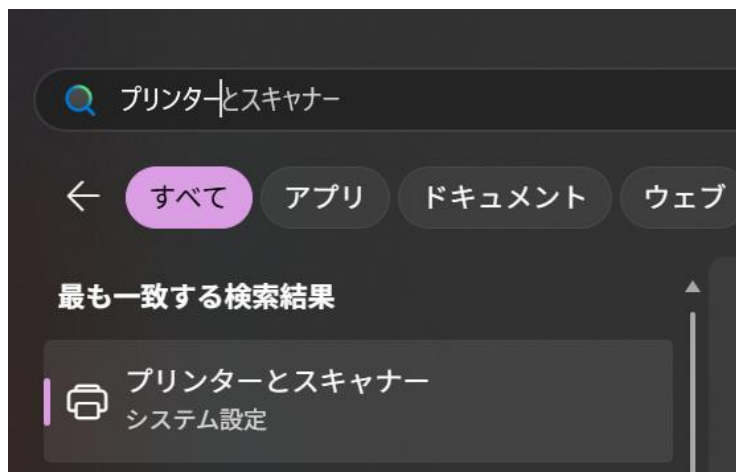 プリンターとスキャナー
すべて アプリ ドキュメント ウェブ
最も一致する検索結果
プリンターとスキャナー
システム設定